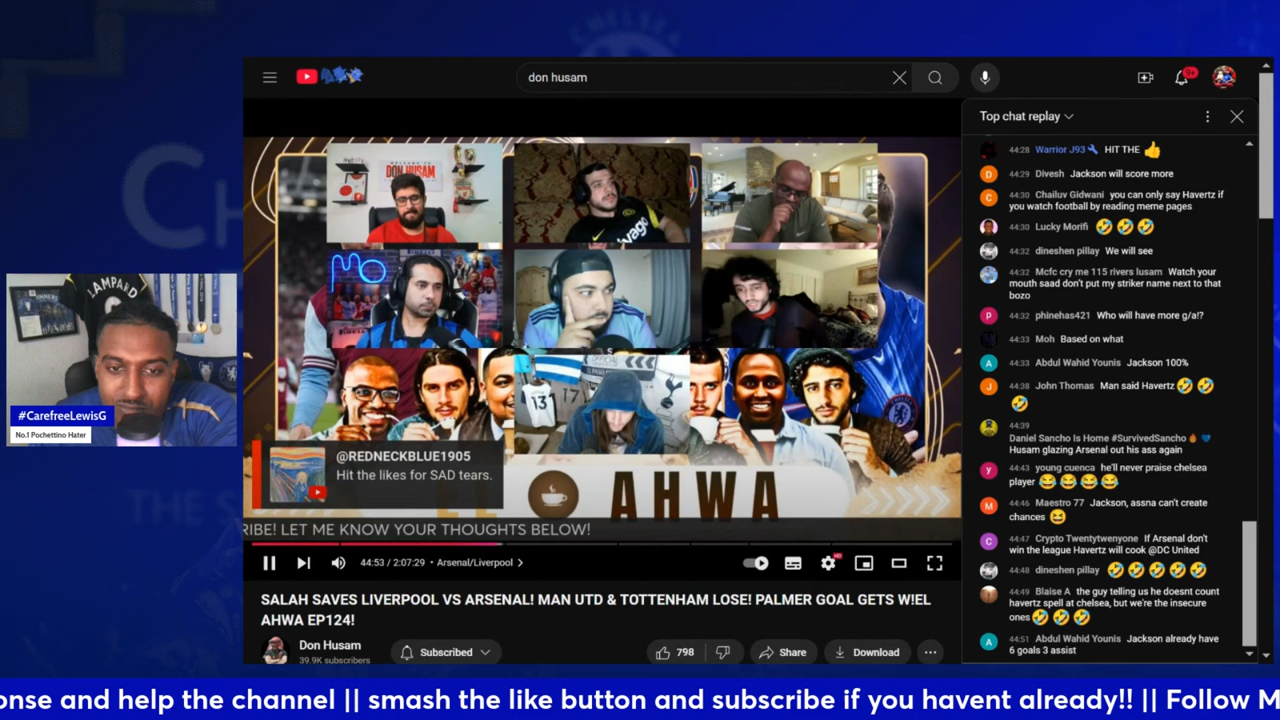 don husam
9+
Top chat replay
44:28 Warrior J93 HIT THE
44:29 Divesh Jackson will score more
44:30 Chailuv Gidwani you can only say Havertz if
you watch football by reading meme pages
44:30 Lucky Morifi
44:32 dineshen pillay We will see
44:32 Mcfc cry me 115 rivers lusam Watch your
mouth saad don't put my striker name next to that
bozo
44:32 phinehas421 Who will have more g/a!?
44:33 Moh Based on what
44:33 Abdul Wahid Younis Jackson 100%
44:38 John Thomas Man said Havertz
44:39
Daniel Sancho Is Home #SurvivedSancho
Husam glazing Arsenal out his ass again
44:43 young cuenca he'll never praise chelsea
player
44:46 Maestro 77 Jackson, assna can't create
chances
44:47 Crypto Twentytwenyone If Arsenal don't
win the league Havertz will cook @DC United
44:48 dineshen pillay
44:49 Blaise A the guy telling us he doesnt count
havertz spell at chelsea, but we're the insecure
ones
44:51 Abdul Wahid Younis Jackson already have
6 goals 3 assist
DON HUSAM
MO
13
LAMPARD
#CarefreeLewisG
No.1 Pochettino Hater
@REDNECKBLUE1905
Hit the likes for SAD tears.
AHWA
RIBE! LET ME KNOW YOUR THOUGHTS BELOW!
44:53 / 2:07:29 • Arsenal/Liverpool
HD
SALAH SAVES LIVERPOOL VS ARSENAL! MAN UTD & TOTTENHAM LOSE! PALMER GOAL GETS W!EL
AHWA EP124!
Don Husam
39.9K subscribers
Subscribed
798
Share
Download
onse and help the channel || smash the like button and subscribe if you havent already!! || Follow M